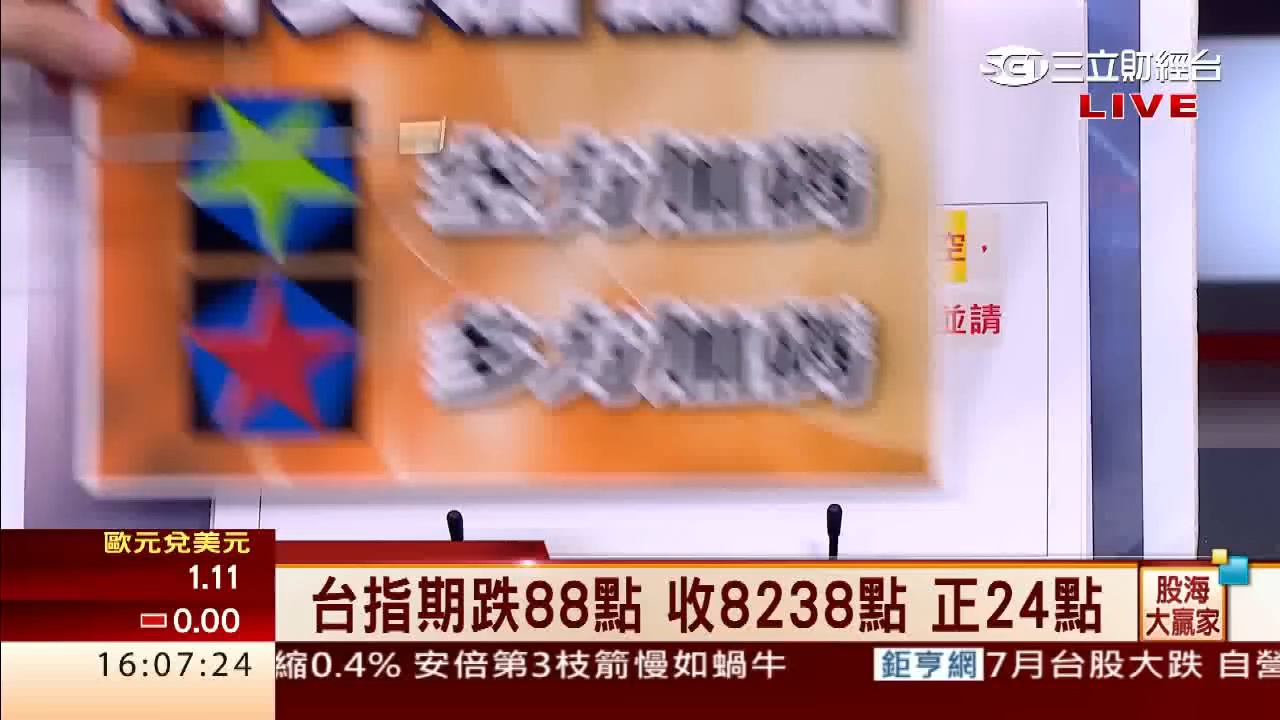 三立財經台
LIVE
空，
並請
歐元兌美元
1.11
0.00
16:07:24
台指期跌88點 收8238點 正24點
股海
大贏家
縮0.4% 安倍第3枝箭慢如蝸牛 鉅亨網 7月台股大跌 自營